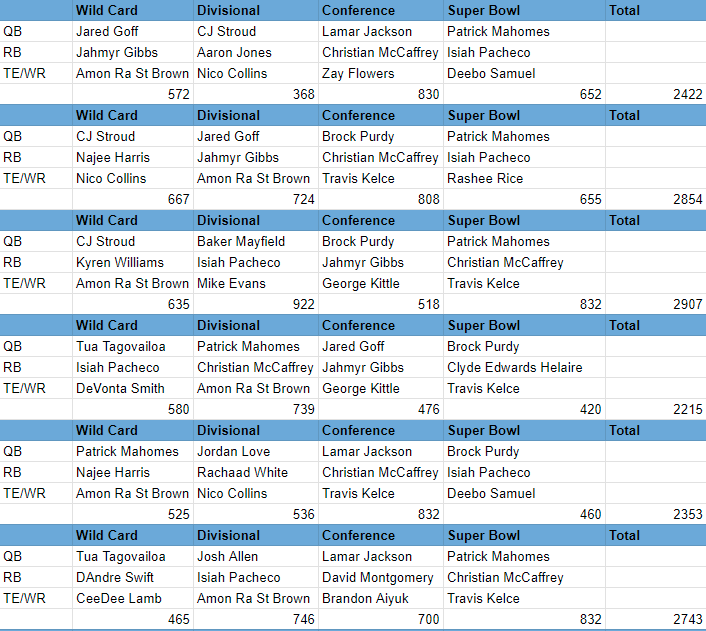 Wild Card Divisional Conference Super Bowl Total
QB Jared Goff CJ Stroud Lamar Jackson Patrick Mahomes
RB Jahmyr Gibbs Aaron Jones Christian McCaffrey Isiah Pacheco
TE/WR Amon Ra St Brown Nico Collins Zay Flowers Deebo Samuel
572 368 830 652 2422
Wild Card Divisional Conference Super Bowl Total
QB CJ Stroud Jared Goff Brock Purdy Patrick Mahomes
RB Najee Harris Jahmyr Gibbs Christian McCaffrey Isiah Pacheco
TE/WR Nico Collins Amon Ra St Brown Travis Kelce Rashee Rice
667 724 808 655 2854
Wild Card Divisional Conference Super Bowl Total
QB CJ Stroud Baker Mayfield Brock Purdy Patrick Mahomes
RB Kyren Williams Isiah Pacheco Jahmyr Gibbs Christian McCaffrey
TE/WR Amon Ra St Brown Mike Evans George Kittle Travis Kelce
635 922 518 832 2907
Wild Card Divisional Conference Super Bowl Total
QB Tua Tagovailoa Patrick Mahomes Jared Goff Brock Purdy
RB Isiah Pacheco Christian McCaffrey Jahmyr Gibbs Clyde Edwards Helaire
TE/WR DeVonta Smith Amon Ra St Brown George Kittle Travis Kelce
580 739 476 420 2215
Wild Card Divisional Conference Super Bowl Total
QB Patrick Mahomes Jordan Love Lamar Jackson Brock Purdy
RB Najee Harris Rachaad White Christian McCaffrey Isiah Pacheco
TE/WR Amon Ra St Brown Nico Collins Travis Kelce Deebo Samuel
525 536 832 460 2353
Wild Card Divisional Conference Super Bowl Total
QB Tua Tagovailoa Josh Allen Lamar Jackson Patrick Mahomes
RB DAndre Swift Isiah Pacheco David Montgomery Christian McCaffrey
TE/WR CeeDee Lamb Amon Ra St Brown Brandon Aiyuk Travis Kelce
465 746 700 832 2743